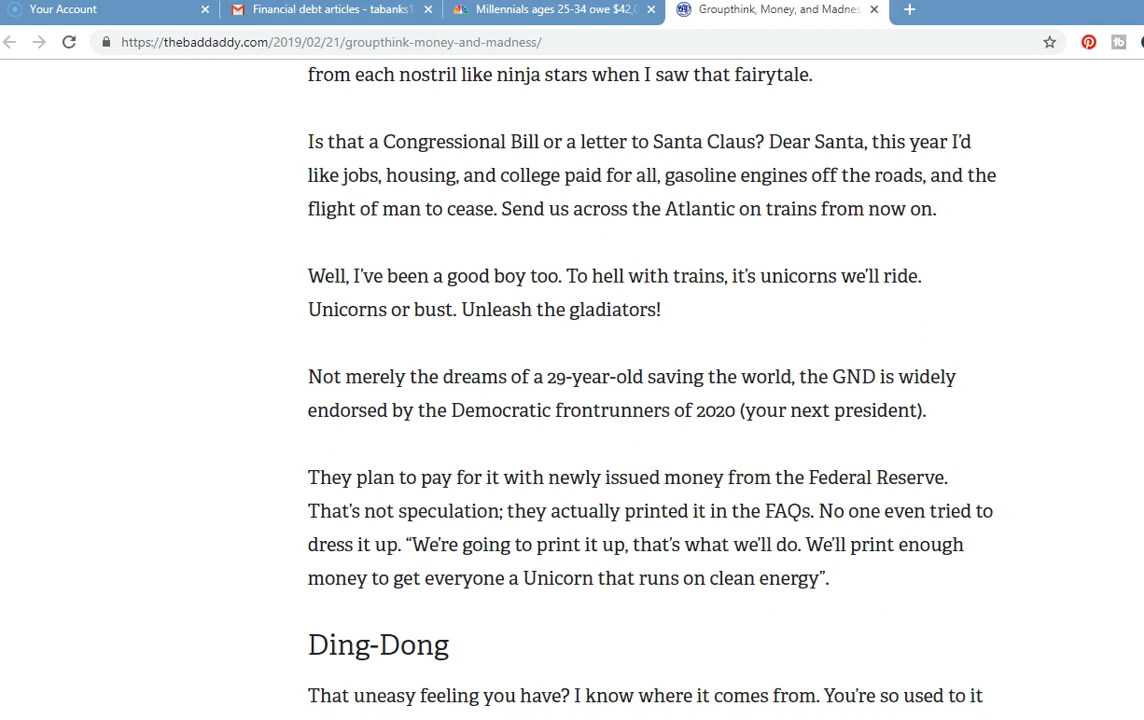 Your Account
Financial debt articles - tabanks1
Millennials ages 25-34 owe $42,0
Groupthink, Money, and Madnes
https://thebaddaddy.com/2019/02/21/groupthink-money-and-madness/
from each nostril like ninja stars when I saw that fairytale.
Is that a Congressional Bill or a letter to Santa Claus? Dear Santa, this year I’d
like jobs, housing, and college paid for all, gasoline engines off the roads, and the
flight of man to cease. Send us across the Atlantic on trains from now on.
Well, I’ve been a good boy too. To hell with trains, it’s unicorns we’ll ride.
Unicorns or bust. Unleash the gladiators!
Not merely the dreams of a 29-year-old saving the world, the GND is widely
endorsed by the Democratic frontrunners of 2020 (your next president).
They plan to pay for it with newly issued money from the Federal Reserve.
That’s not speculation; they actually printed it in the FAQs. No one even tried to
dress it up. “We’re going to print it up, that’s what we’ll do. We’ll print enough
money to get everyone a Unicorn that runs on clean energy”.
Ding-Dong
That uneasy feeling you have? I know where it comes from. You’re so used to it